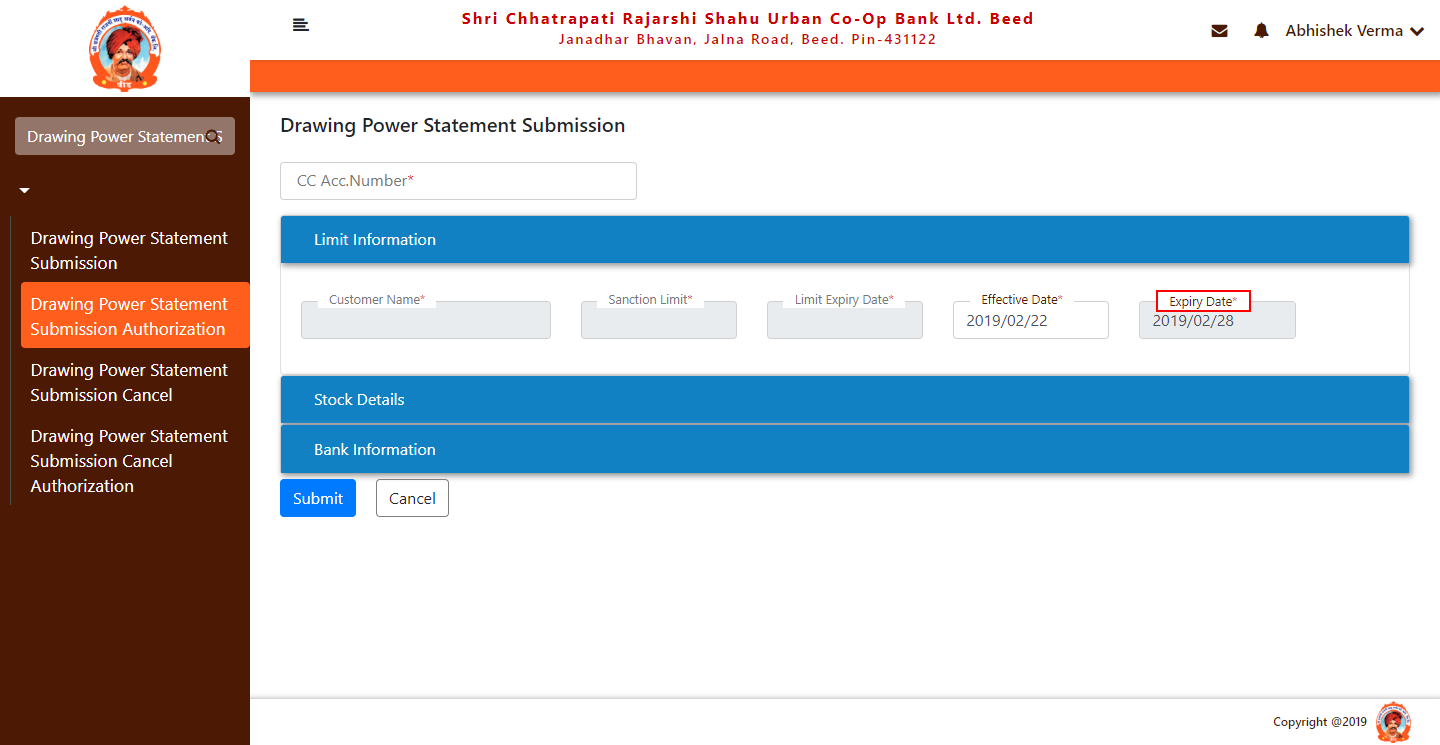 Shri Chhatrapati Rajarshi Shahu Urban Co-Op Bank Ltd. Beed
Janadhar Bhavan, Jalna Road, Beed. Pin-431122
Abhishek Verma
Drawing Power Statement
Drawing Power Statement Submission
CC Acc.Number*
Drawing Power Statement
Submission
Drawing Power Statement
Submission Authorization
Drawing Power Statement
Submission Cancel
Drawing Power Statement
Submission Cancel
Authorization
Limit Information
Customer Name*
Sanction Limit*
Limit Expiry Date*
Effective Date*
2019/02/22
Expiry Date*
2019/02/28
Stock Details
Bank Information
Submit
Cancel
Copyright @2019